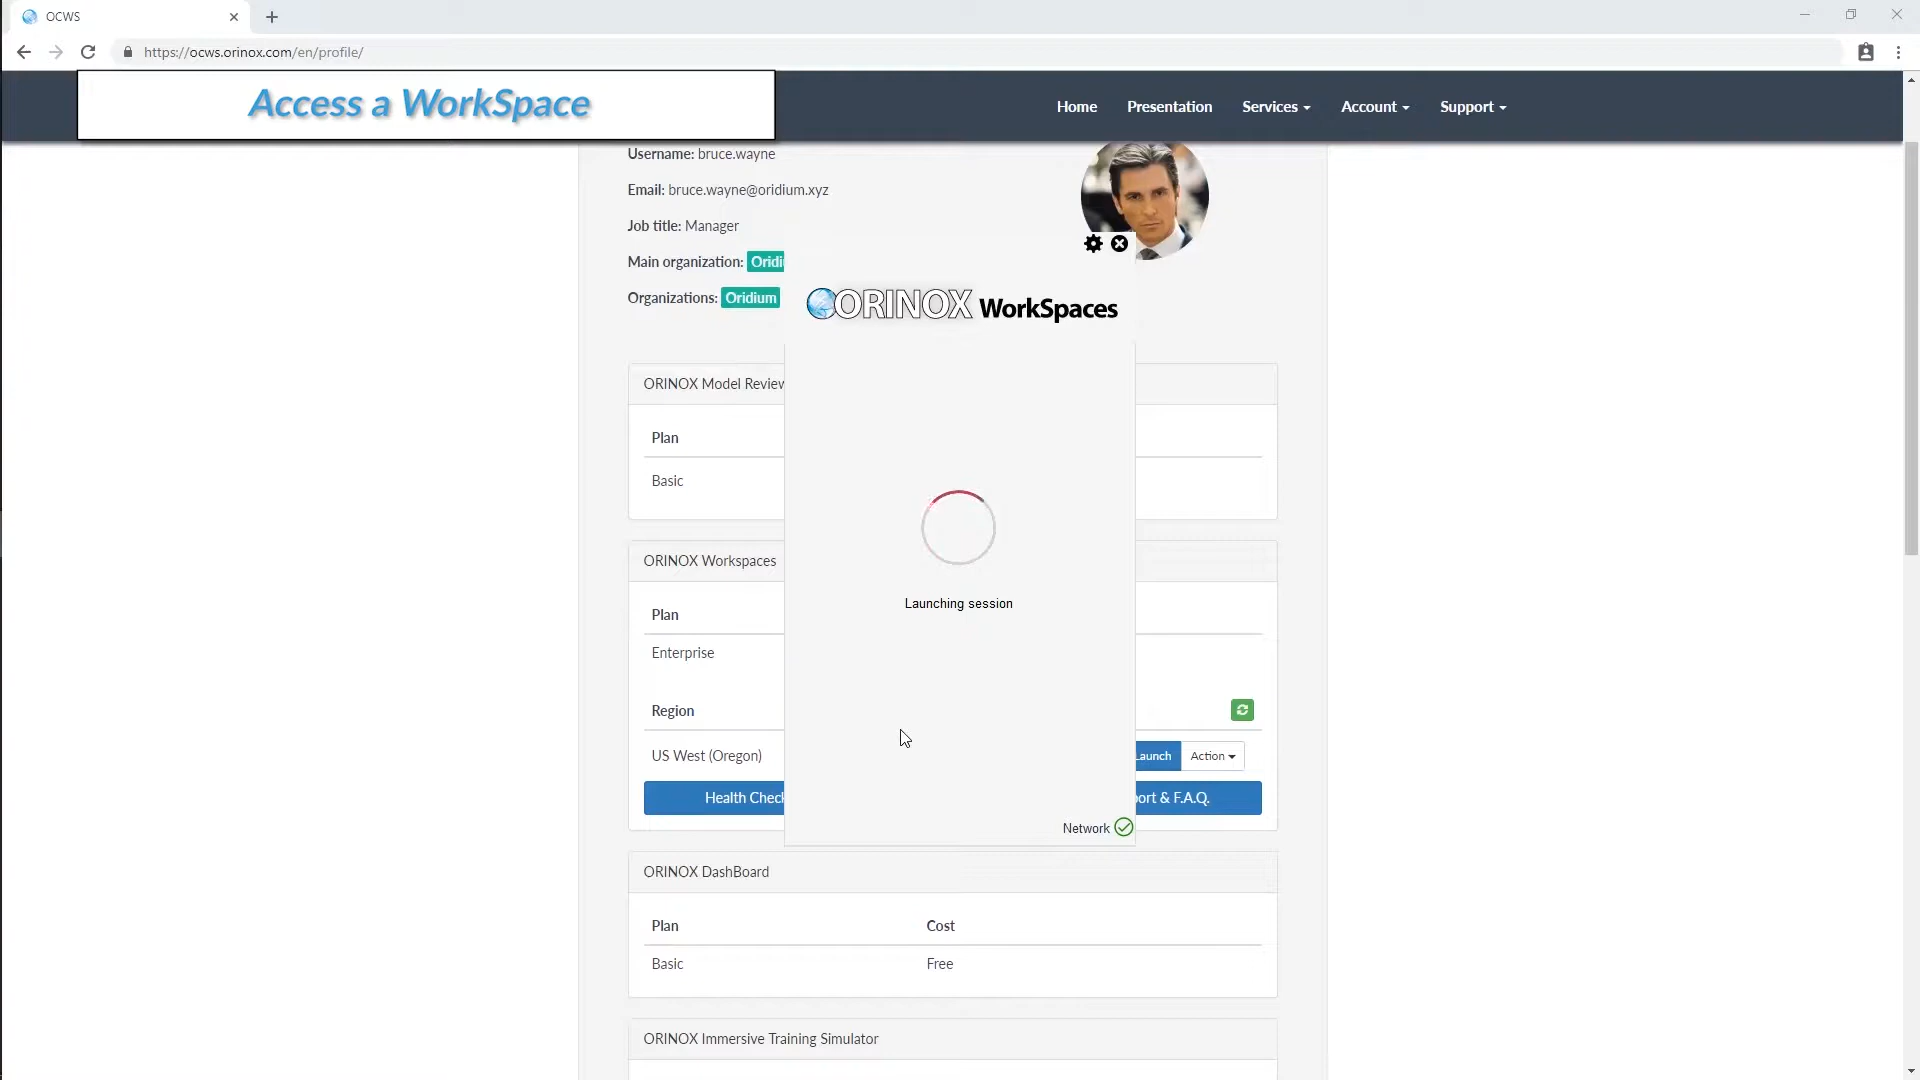 OCWS
https://ocws.orinox.com/en/profile/
Access a WorkSpace
Home Presentation Services Account Support
Username: bruce.wayne
Email: bruce.wayne@oridium.xyz
Job title: Manager
Main organization: Oridi
Organizations: Oridium
ORINOX WorkSpaces
ORINOX Model Review
Plan
Basic
ORINOX Workspaces
Launching session
Plan
Enterprise
Region
US West (Oregon) Launch Action
Health Check ort & F.A.Q.
Network
ORINOX DashBoard
Plan Cost
Basic Free
ORINOX Immersive Training Simulator